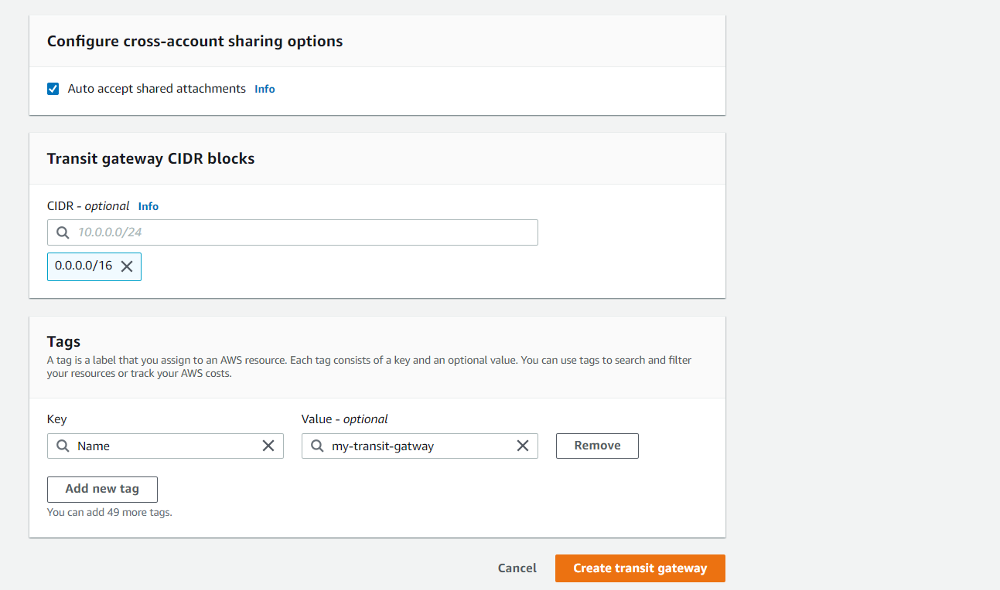 Configure cross-account sharing options
Auto accept shared attachments Info
Transit gateway CIDR blocks
CIDR - optional Info
10.0.0.0/24
0.0.0.0/16
Tags
A tag is a label that you assign to an AWS resource. Each tag consists of a key and an optional value. You can use tags to search and filter
your resources or track your AWS costs.
Key
Value - optional
Name
my-transit-gatway
Remove
Add new tag
You can add 49 more tags.
Cancel
Create transit gateway